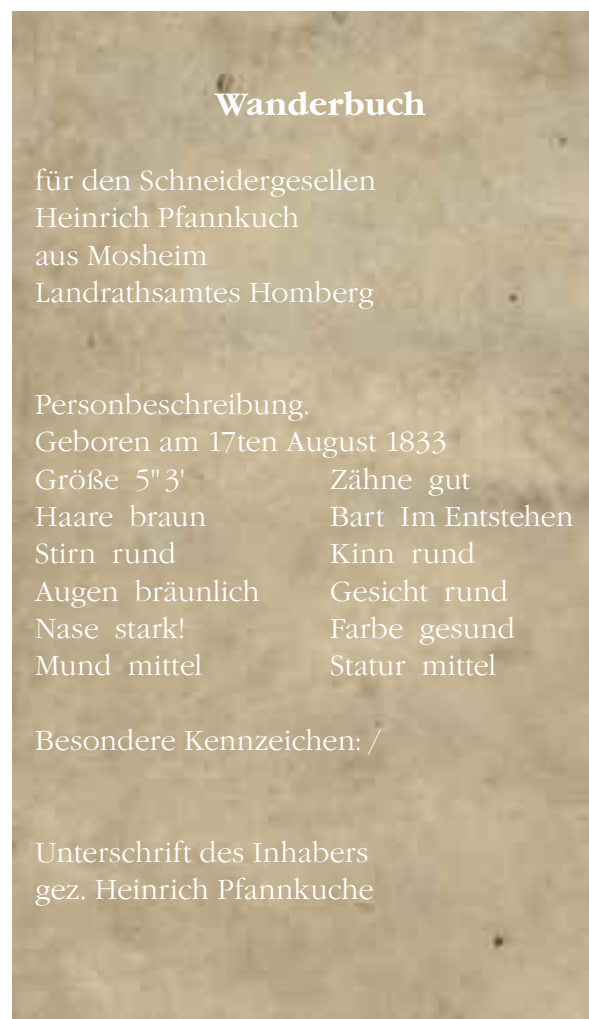 Wanderbuch
für den Schneidergesellen
Heinrich Pfannkuch
aus Mosheim
Landrathsamtes Homberg
Personbeschreibung.
Geboren am 17ten August 1833
Größe 5" 3' Zähne gut
Haare braun Bart Im Entstehen
Stirn rund Kinn rund
Augen bräunlich Gesicht rund
Nase stark! Farbe gesund
Mund mittel Statur mittel
Besondere Kennzeichen: /
Unterschrift des Inhabers
gez. Heinrich Pfannkuche